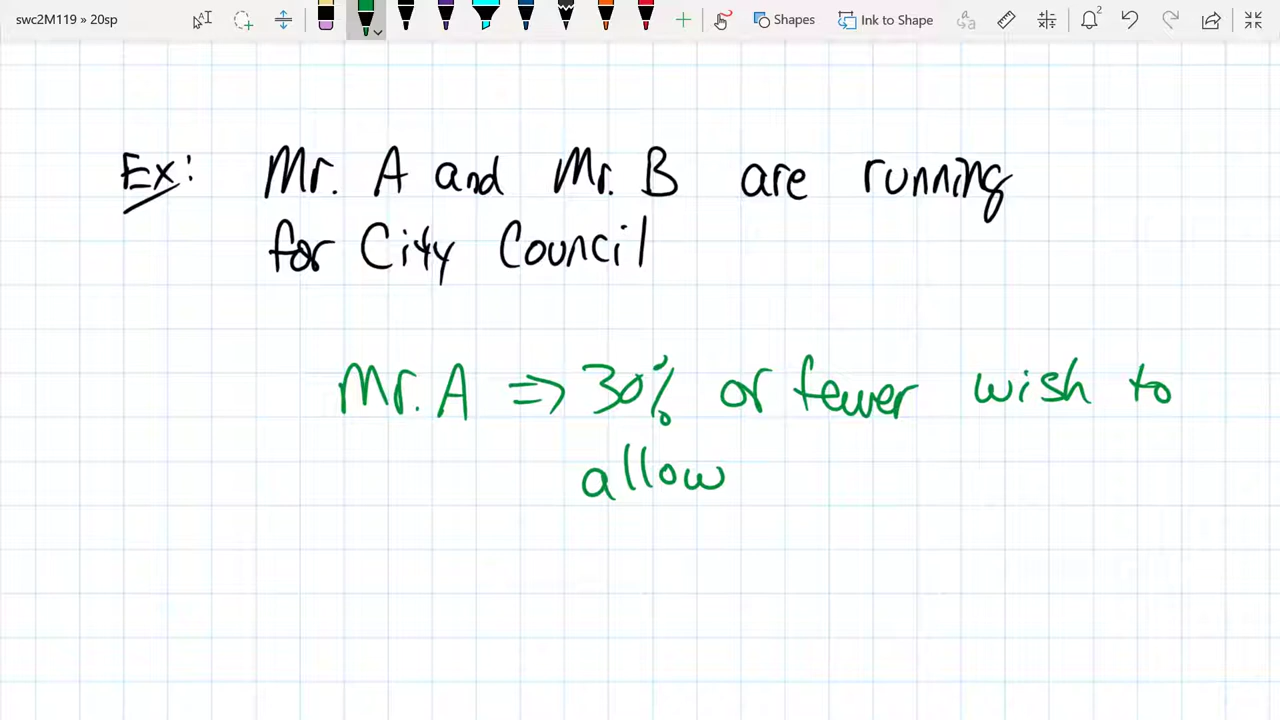 swc2M119 » 20sp
Shapes
Ink to Shape
2
Ex: Mr. A and Mr. B are running
for City Council
Mr. A => 30% or fewer wish to
allow